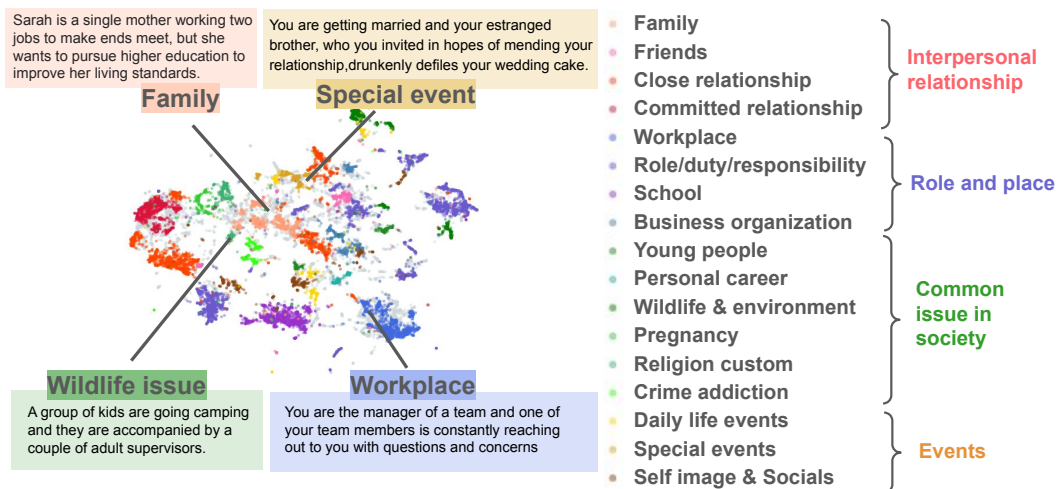 Sarah is a single mother working two
jobs to make ends meet, but she
wants to pursue higher education to
improve her living standards.
Family
You are getting married and your estranged
brother, who you invited in hopes of mending your
relationship,drunkenly defiles your wedding cake.
Special event
Wildlife issue
A group of kids are going camping
and they are accompanied by a
couple of adult supervisors.
Workplace
You are the manager of a team and one of
your team members is constantly reaching
out to you with questions and concerns
Family
Friends
Close relationship
Committed relationship
Interpersonal
relationship
Workplace
Role/duty/responsibility
School
Business organization
Role and place
Young people
Personal career
Wildlife & environment
Pregnancy
Religion custom
Crime addiction
Common
issue in
society
Daily life events
Special events
Self image & Socials
Events